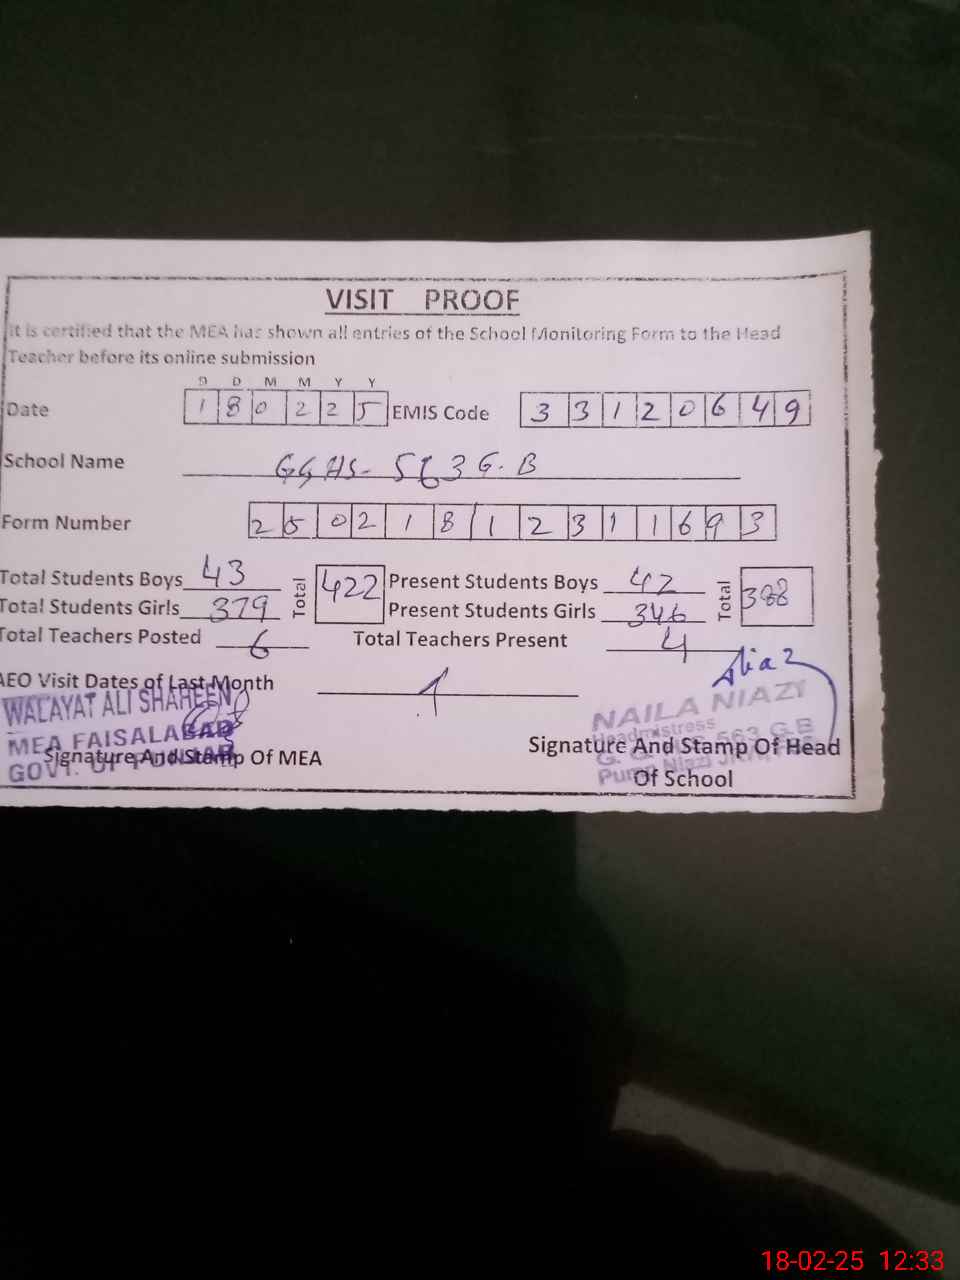 VISIT PROOF
It is certified that the MEA has shown all entries of the School Monitoring Form to the Head
Teacher before its online submission
D D M M Y Y
Date 1 8 0 2 2 5 EMIS Code 3 3 1 2 0 6 4 9
School Name GGHS- 563 G.B
Form Number 2 5 0 2 1 8 1 2 3 1 1 6 9 3
Total Students Boys 43 Total 422 Present Students Boys 42 Total 388
Total Students Girls 379 Present Students Girls 346
Total Teachers Posted 6 Total Teachers Present 4
AEO Visit Dates of Last Month 1
WALAYAT ALI SHAHEEN
MEA FAISALABAD
GOVT. OF PUNJAB
Signature And Stamp Of MEA
NAILA NIAZY
Headmistress
563 G.B
Signature And Stamp Of Head
Of School
18-02-25 12:33